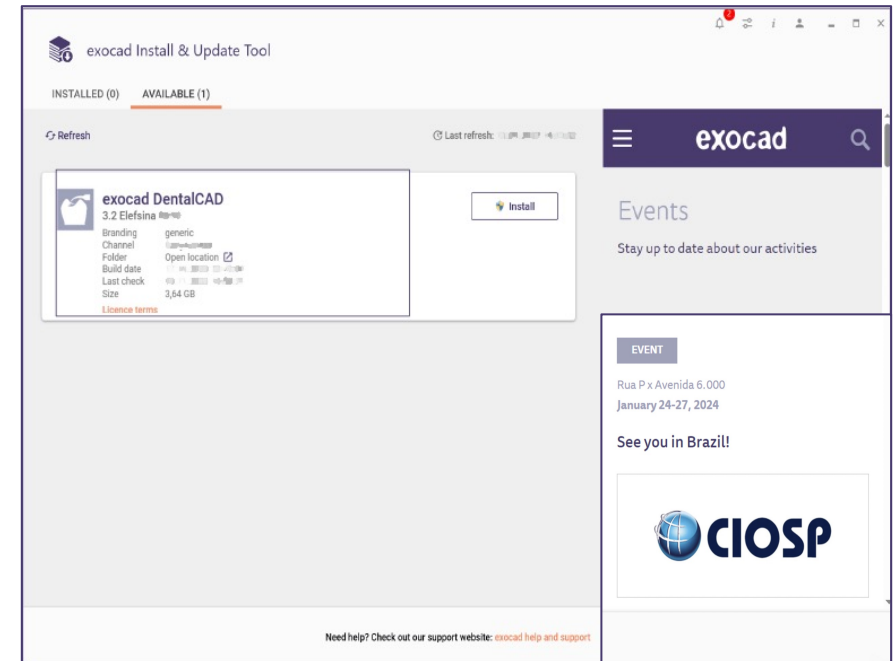 2
exocad Install & Update Tool
INSTALLED (0) AVAILABLE (1)
Refresh Last refresh:
exocad DentalCAD
3.2 Elefsina
Branding generic
Channel
Folder Open location
Build date
Last check
Size 3,64 GB
Licence terms
Install
exocad
Events
Stay up to date about our activities
EVENT
Rua P x Avenida 6.000
January 24-27, 2024
See you in Brazil!
CIOSP
Need help? Check out our support website: exocad help and support